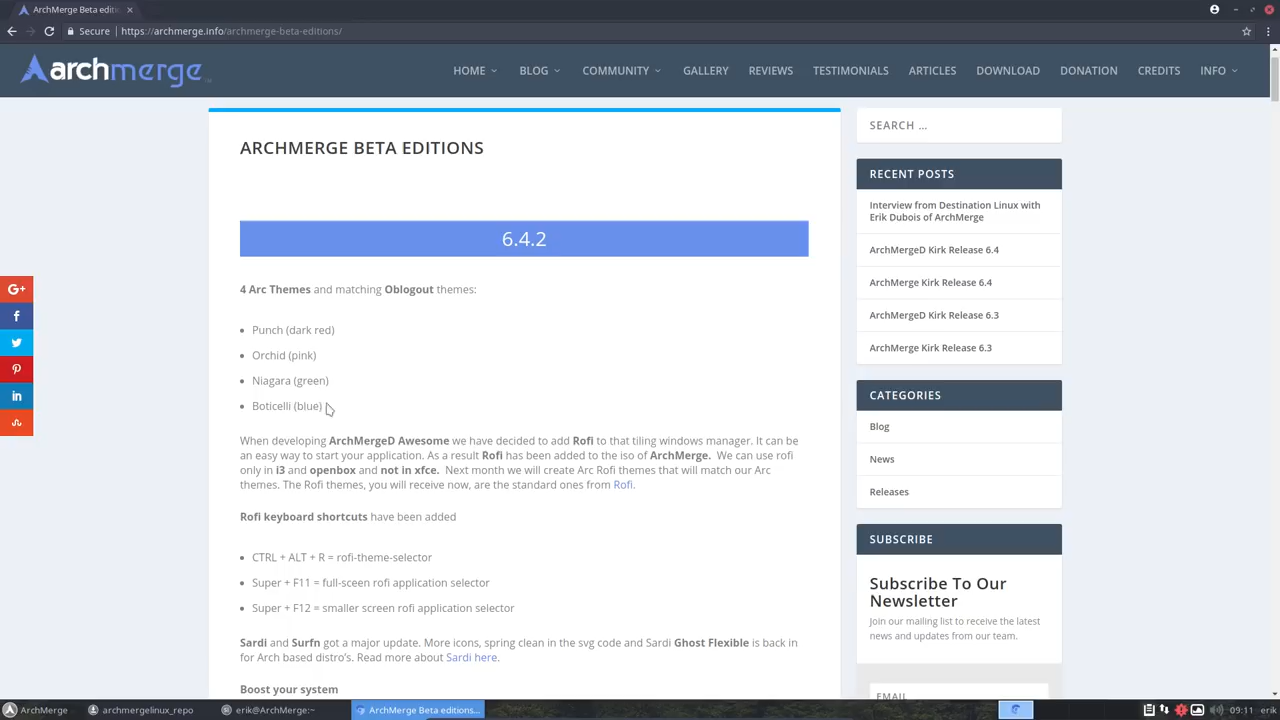 ArchMerge Beta editi
Secure https://archmerge.info/archmerge-beta-editions/
archmerge
HOME BLOG COMMUNITY GALLERY REVIEWS TESTIMONIALS ARTICLES DOWNLOAD DONATION CREDITS INFO
ARCHMERGE BETA EDITIONS
6.4.2
4 Arc Themes and matching Oblogout themes:
Punch (dark red)
Orchid (pink)
Niagara (green)
Boticelli (blue)
When developing ArchMergeD Awesome we have decided to add Rofi to that tiling windows manager. It can be
an easy way to start your application. As a result Rofi has been added to the iso of ArchMerge. We can use rofi
only in i3 and openbox and not in xfce. Next month we will create Arc Rofi themes that will match our Arc
themes. The Rofi themes, you will receive now, are the standard ones from Rofi.
Rofi keyboard shortcuts have been added
CTRL + ALT + R = rofi-theme-selector
Super + F11 = full-sceen rofi application selector
Super + F12 = smaller screen rofi application selector
Sardi and Surfn got a major update. More icons, spring clean in the svg code and Sardi Ghost Flexible is back in
for Arch based distro's. Read more about Sardi here.
Boost your system
SEARCH …
RECENT POSTS
Interview from Destination Linux with
Erik Dubois of ArchMerge
ArchMergeD Kirk Release 6.4
ArchMerge Kirk Release 6.4
ArchMergeD Kirk Release 6.3
ArchMerge Kirk Release 6.3
CATEGORIES
Blog
News
Releases
SUBSCRIBE
Subscribe To Our
Newsletter
Join our mailing list to receive the latest
news and updates from our team.
EMAIL
G+
f
in
ArchMerge archmergelinux_repo erik@ArchMerge:~ ArchMerge Beta editions... 09:11 erik